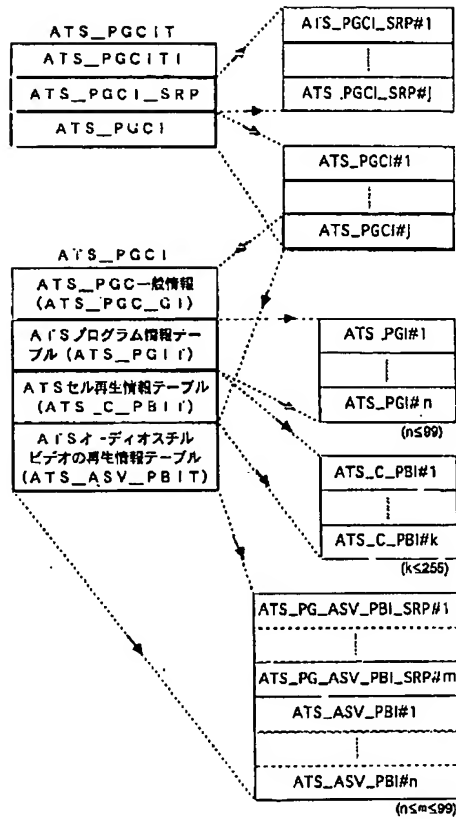 ATS_PGCIT
ATS_PGCITI
ATS_PGCI_SRP
ATS_PGCI
ATS_PGCI_SRP#1
ATS_PGCI_SRP#j
ATS_PGCI#1
ATS_PGCI#j
ATS_PGCI
ATS_PGC一般情報
(ATS_PGC_GI)
ATSプログラム情報テー
ブル(ATS_PGIT)
ATSセル再生情報テーブル
(ATS_C_PBIT)
ATSオーディオスチル
ビデオの再生情報テーブル
(ATS_ASV_PBIT)
ATS_PGI#1
ATS_PGI#n
(n≤99)
ATS_C_PBI#1
ATS_C_PBI#k
(k≤255)
ATS_PG_ASV_PBI_SRP#1
ATS_PG_ASV_PBI_SRP#m
ATS_ASV_PBI#1
ATS_ASV_PBI#n
(n≤m≤99)